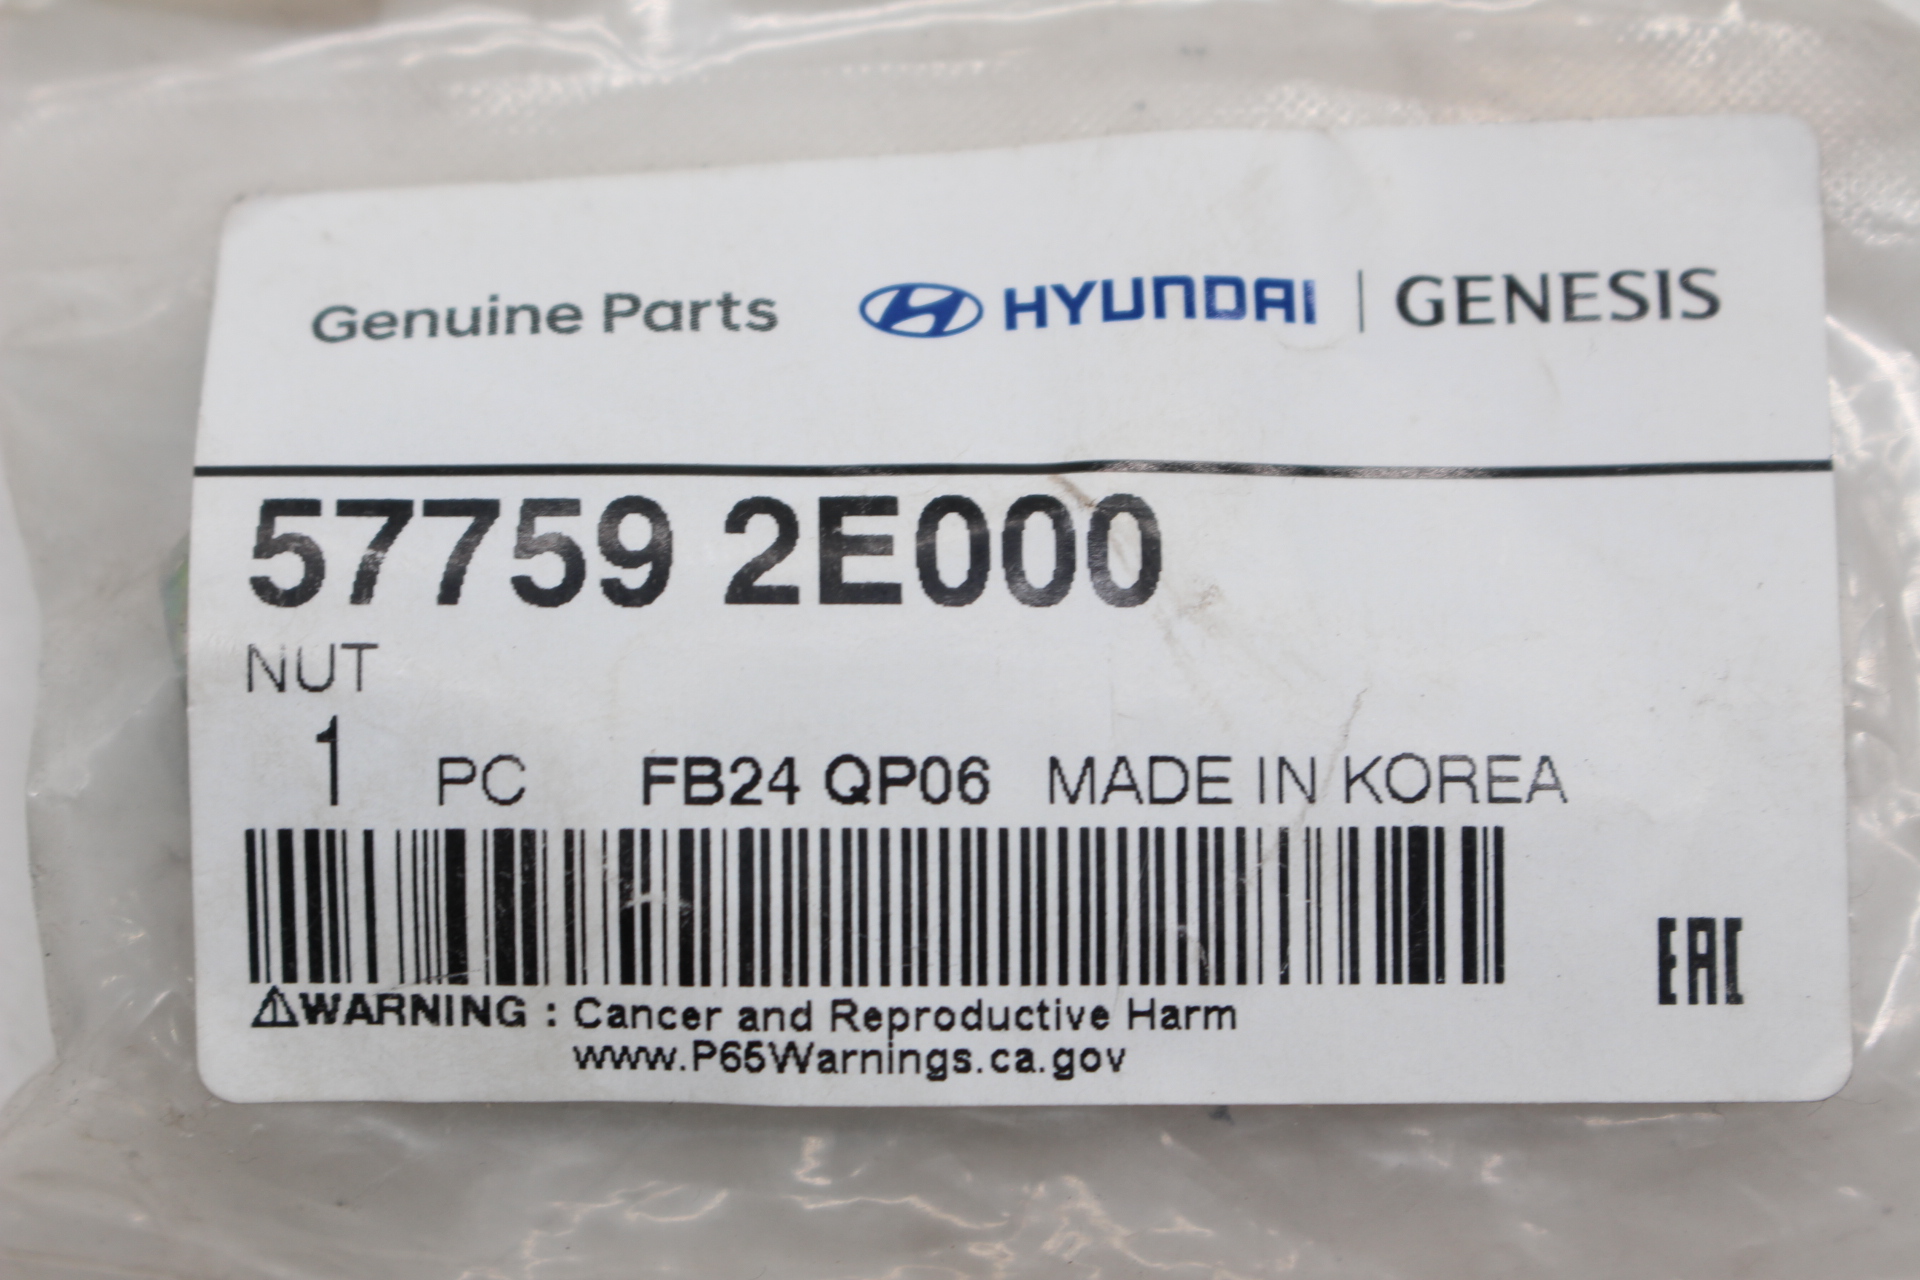 Genuine Parts HYUNDAI | GENESIS
57759 2E000
NUT
1 PC FB24 QP06 MADE IN KOREA
⚠WARNING : Cancer and Reproductive Harm
www.P65Warnings.ca.gov
EAC